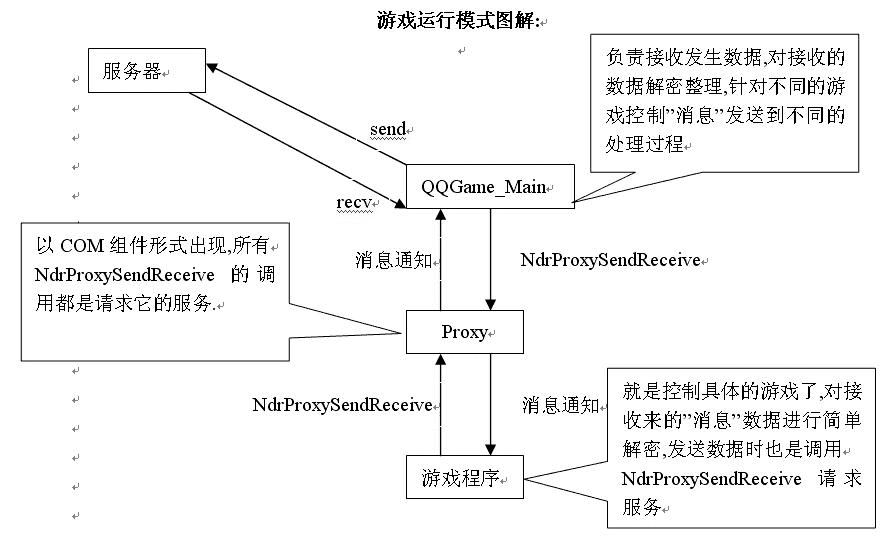 游戏运行模式图解:
服务器
负责接收发生数据,对接收的
数据解密整理,针对不同的游
戏控制”消息”发送到不同的
处理过程
send
QQGame_Main
recv
以 COM 组件形式出现,所有
NdrProxySendReceive 的 调
用都是请求它的服务.
消息通知
NdrProxySendReceive
Proxy
NdrProxySendReceive
消息通知
就是控制具体的游戏了,对接
收来的”消息”数据进行简单
解密,发送数据时也是调用
NdrProxySendReceive 请 求
服务
游戏程序